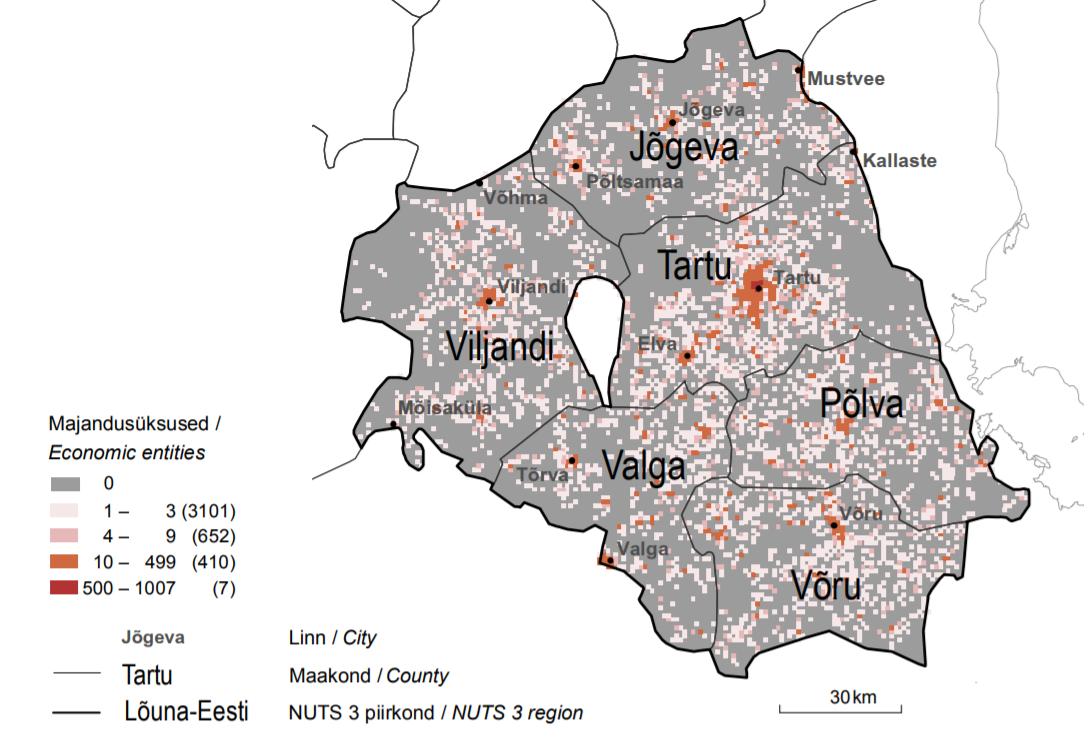 Mustvee
Jõgeva
Jõgeva
Kallaste
Põltsamaa
Võhma
Tartu
Tartu
Viljandi
Viljandi
Elva
Põlva
Mõisaküla
Valga
Tõrva
Võru
Valga
Võru
Majandusüksused /
Economic entities
0
1 – 3 (3101)
4 – 9 (652)
10 – 499 (410)
500 – 1007 (7)
Jõgeva Linn / City
Tartu Maakond / County
Lõuna-Eesti NUTS 3 piirkond / NUTS 3 region
30 km